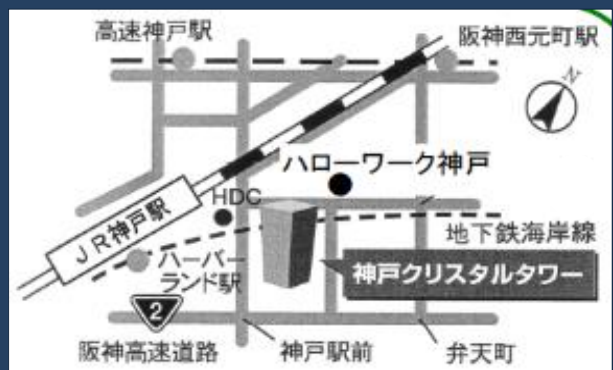 高速神戸駅
阪神西元町駅
N
ハローワーク神戸
HDC
JR神戸駅
地下鉄海岸線
ハーバー
ランド駅
神戸クリスタルタワー
2
阪神高速道路
神戸駅前
弁天町